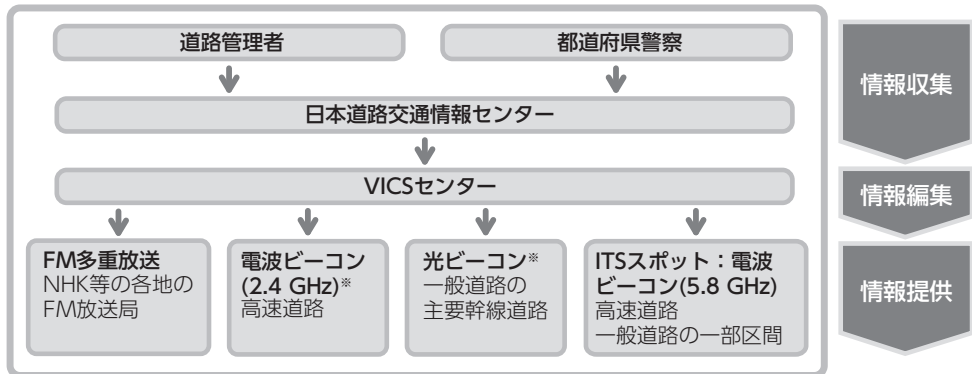 道路管理者
都道府県警察
日本道路交通情報センター
VICSセンター
FM多重放送
NHK等の各地の
FM放送局
電波ビーコン
(2.4 GHz)※
高速道路
光ビーコン※
一般道路の
主要幹線道路
ITSスポット：電波
ビーコン(5.8 GHz)
高速道路
一般道路の一部区間
情報収集
情報編集
情報提供